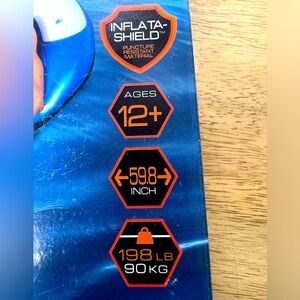 INFLATA-
SHIELD™
PUNCTURE
RESISTANT
MATERIAL
AGES
12+
59.8
INCH
198 LB
90 KG